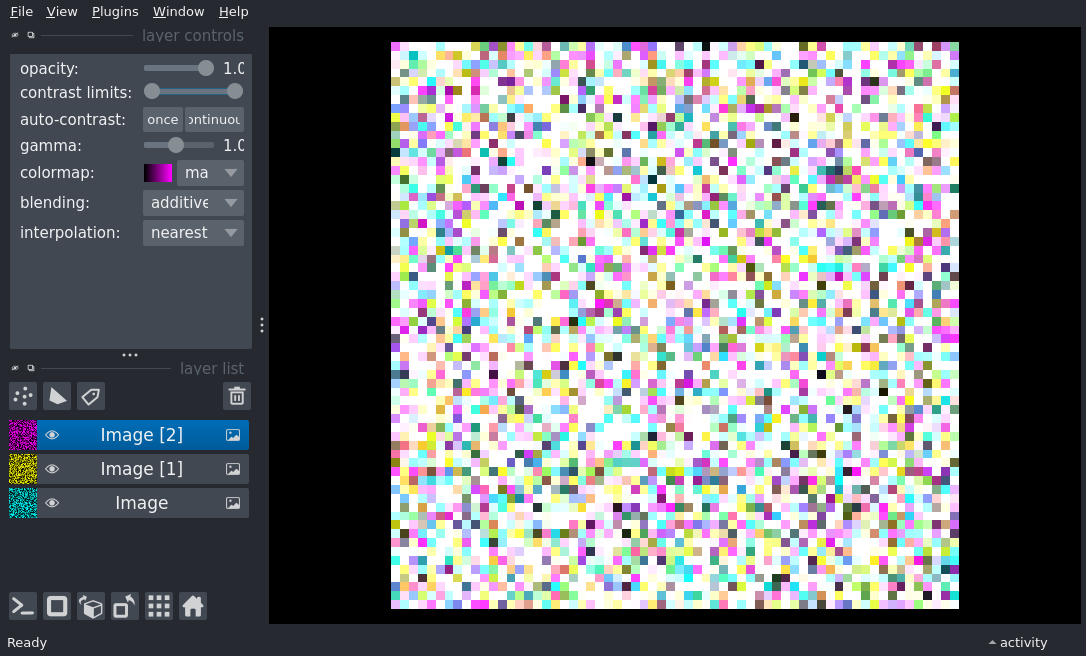 File View Plugins Window Help
layer controls
opacity: 1.0
contrast limits:
auto-contrast: once ontinuou
gamma: 1.0
colormap: ma
blending: additive
interpolation: nearest
layer list
Image [2]
Image [1]
Image
Ready
activity